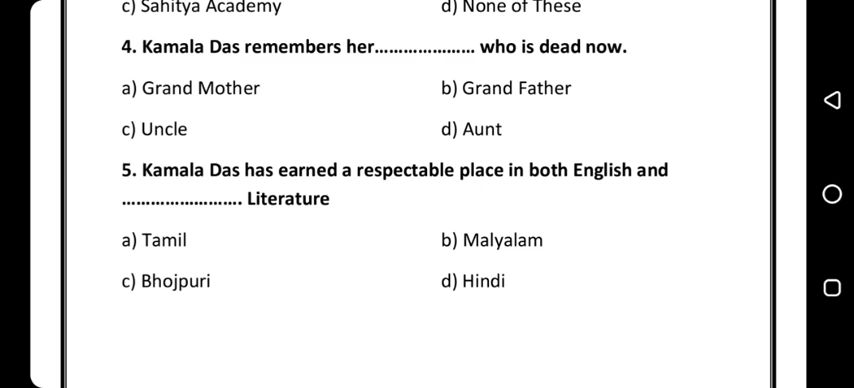 c) Sahitya Academy d) None of These
4. Kamala Das remembers her..................... who is dead now.
a) Grand Mother b) Grand Father
c) Uncle d) Aunt
5. Kamala Das has earned a respectable place in both English and
......................... Literature
a) Tamil b) Malyalam
c) Bhojpuri d) Hindi